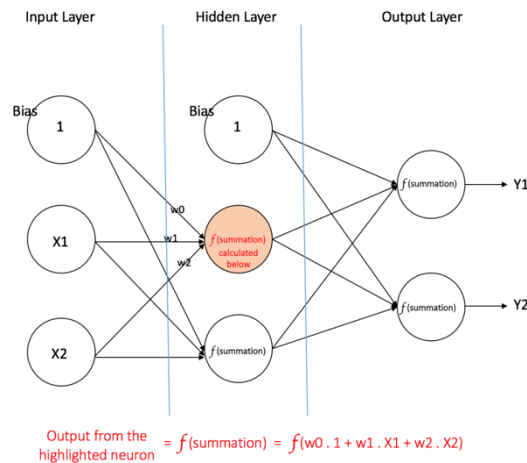 Input Layer
Hidden Layer
Output Layer
Bias
1
Bias
1
X1
X2
w0
w1
w2
f(summation)
calculated
below
f(summation)
f(summation)
Y1
f(summation)
Y2
Output from the
highlighted neuron
= f(summation) = f(w0 . 1 + w1 . X1 + w2 . X2)